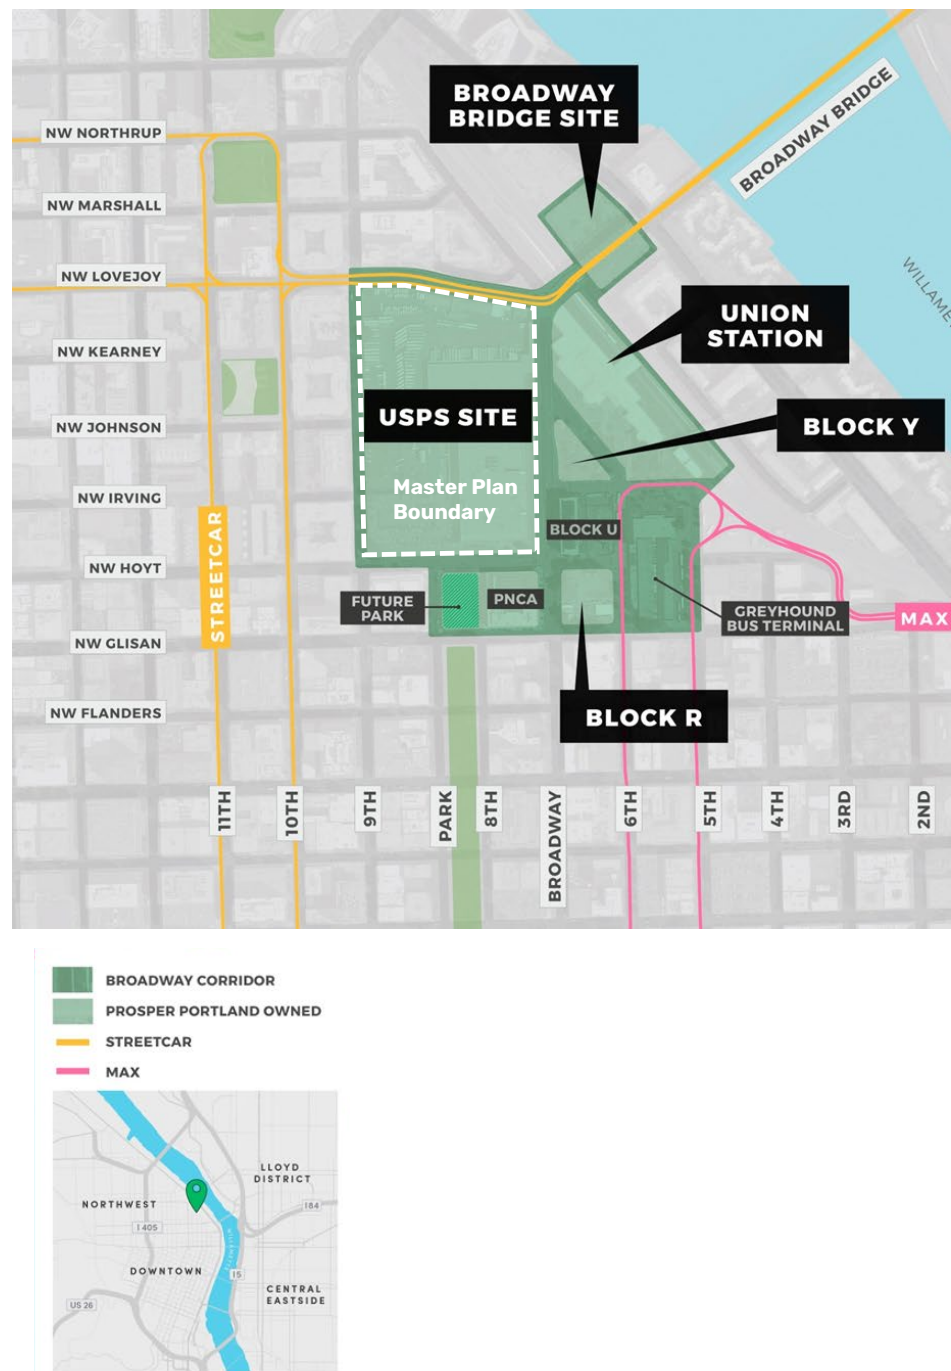 BROADWAY
BRIDGE SITE
BROADWAY BRIDGE
NW NORTHRUP
NW MARSHALL
NW LOVEJOY
UNION
STATION
NW KEARNEY
USPS SITE
NW JOHNSON
BLOCK Y
Master Plan
Boundary
NW IRVING
STREETCAR
BLOCK U
NW HOYT
FUTURE
PARK
PNCA
GREYHOUND
BUS TERMINAL
MAX
NW GLISAN
NW FLANDERS
BLOCK R
11TH
10TH
9TH
PARK
8TH
BROADWAY
6TH
5TH
4TH
3RD
2ND
BROADWAY CORRIDOR
PROSPER PORTLAND OWNED
STREETCAR
MAX
LLOYD
DISTRICT
NORTHWEST
I 84
I 405
DOWNTOWN
I 5
CENTRAL
EASTSIDE
US 26